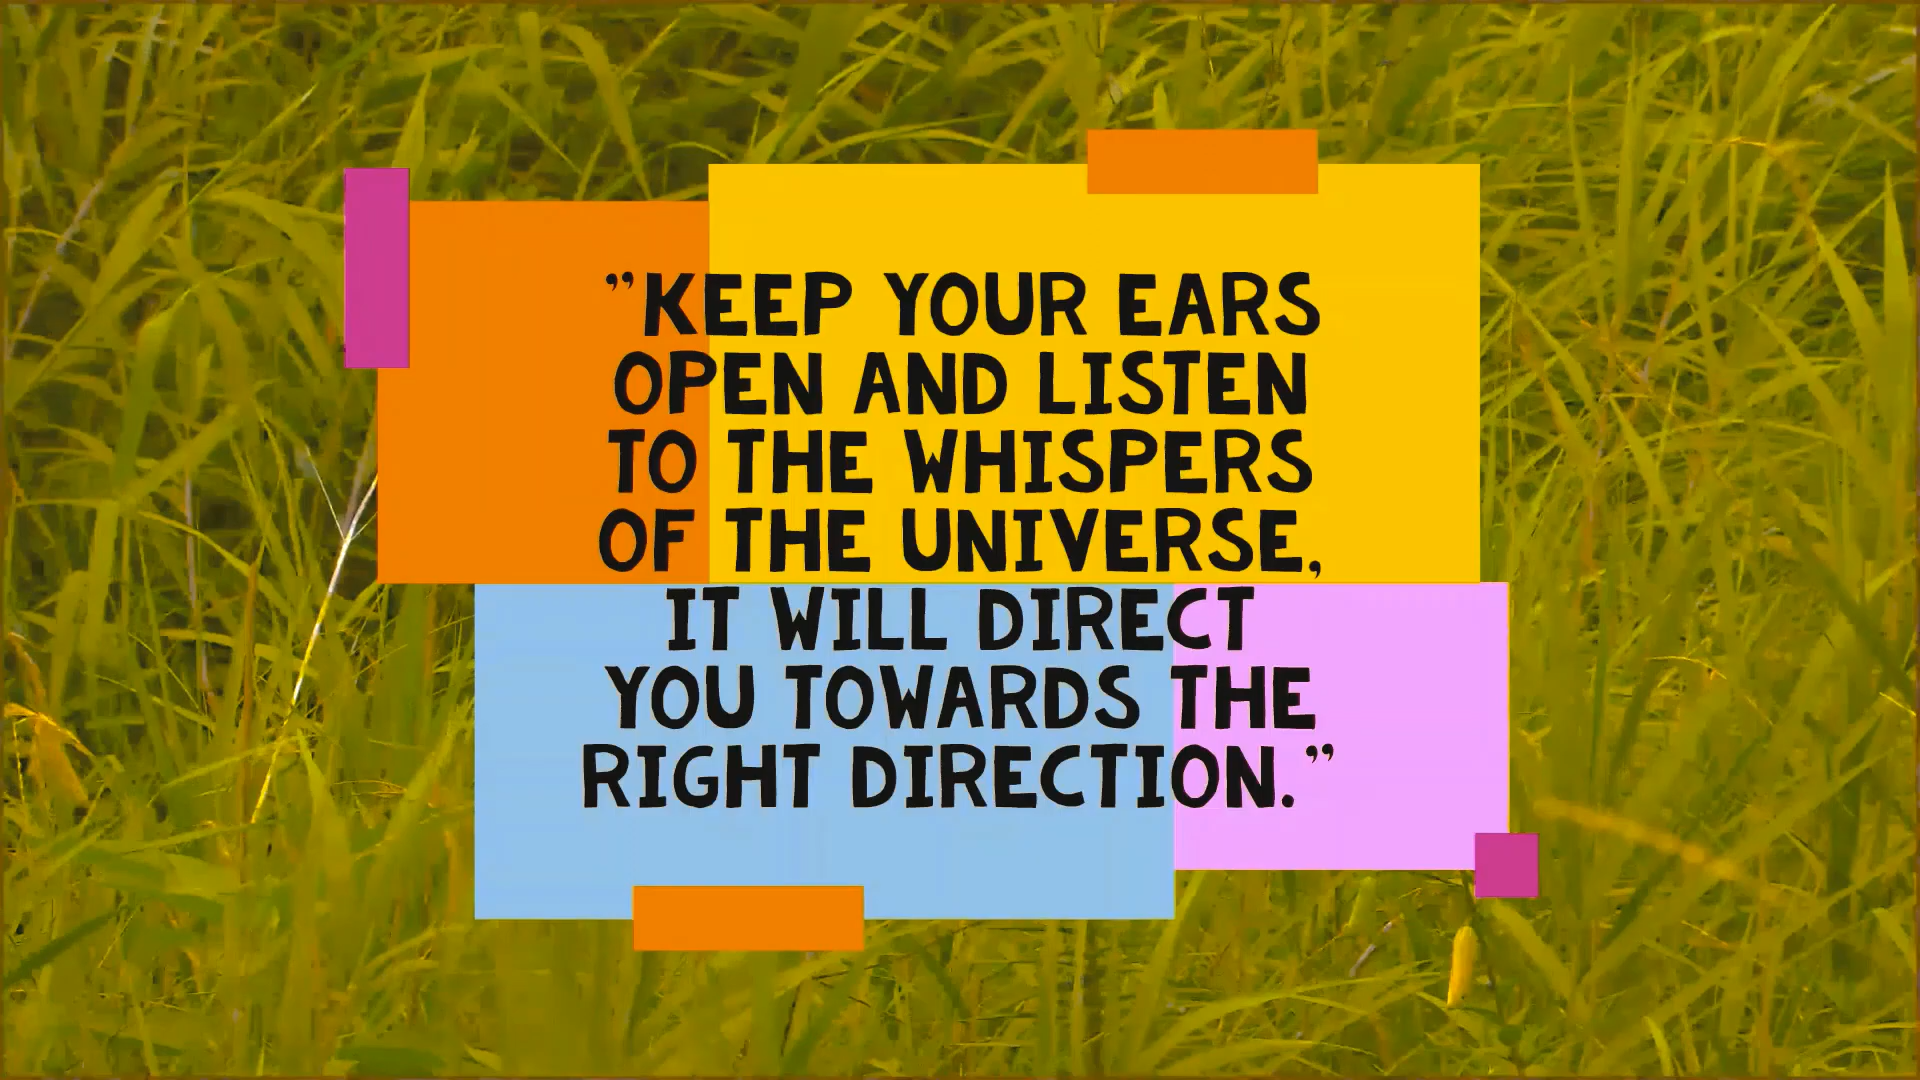 ”KEEP YOUR EARS
OPEN AND LISTEN
TO THE WHISPERS
OF THE UNIVERSE,
IT WILL DIRECT
YOU TOWARDS THE
RIGHT DIRECTION.”